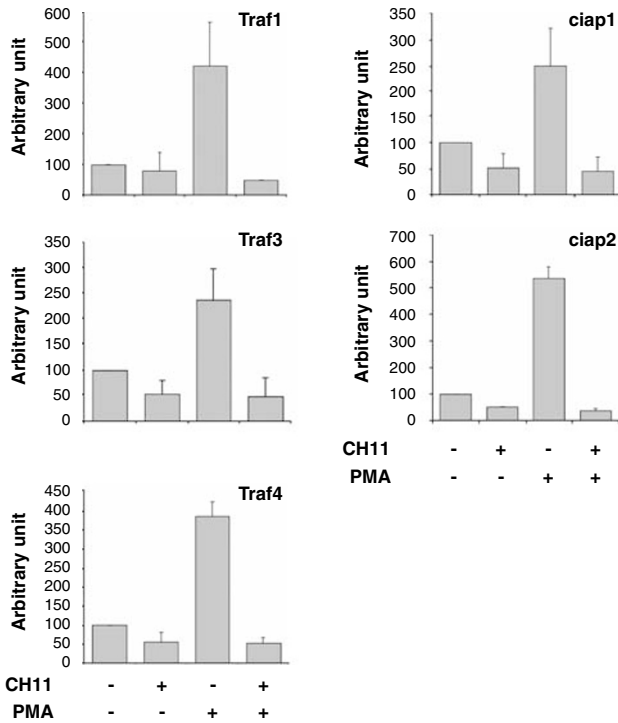 Traf1
Arbitrary unit
600
500
400
300
200
100
0
ciap1
Arbitrary unit
350
300
250
200
150
100
50
0
Traf3
Arbitrary unit
350
300
250
200
150
100
50
0
ciap2
Arbitrary unit
700
600
500
400
300
200
100
0
CH11 - + - +
PMA - - + +
Traf4
Arbitrary unit
450
400
350
300
250
200
150
100
50
0
CH11 - + - +
PMA - - + +